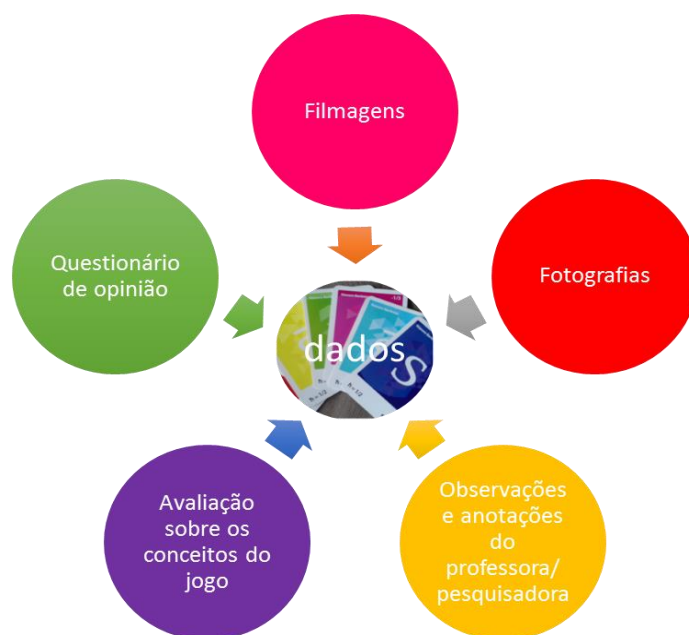 Filmagens
Questionário
de opinião
Fotografias
dados
S
Avaliação
sobre os
conceitos do
jogo
Observações
e anotações
do
professora/
pesquisadora